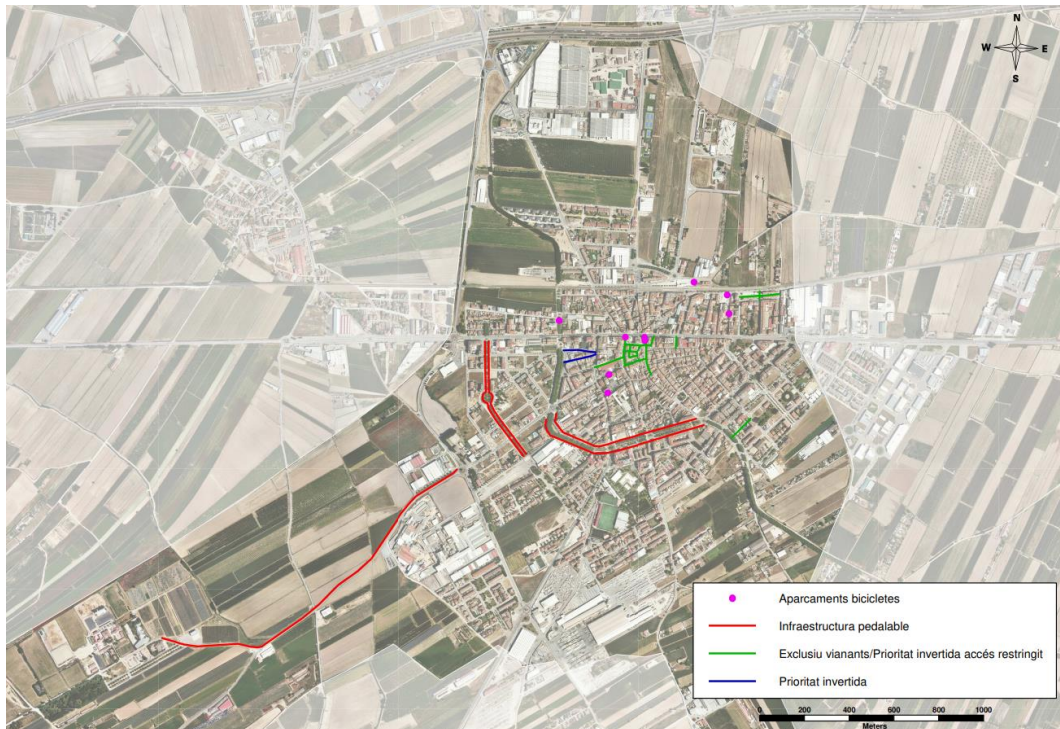 N
W E
S
Aparcaments bicicletes
Infraestructura pedalable
Exclusiu vianants/Prioritat invertida accés restringit
Prioritat invertida
0 200 400 600 800 1000
Meters